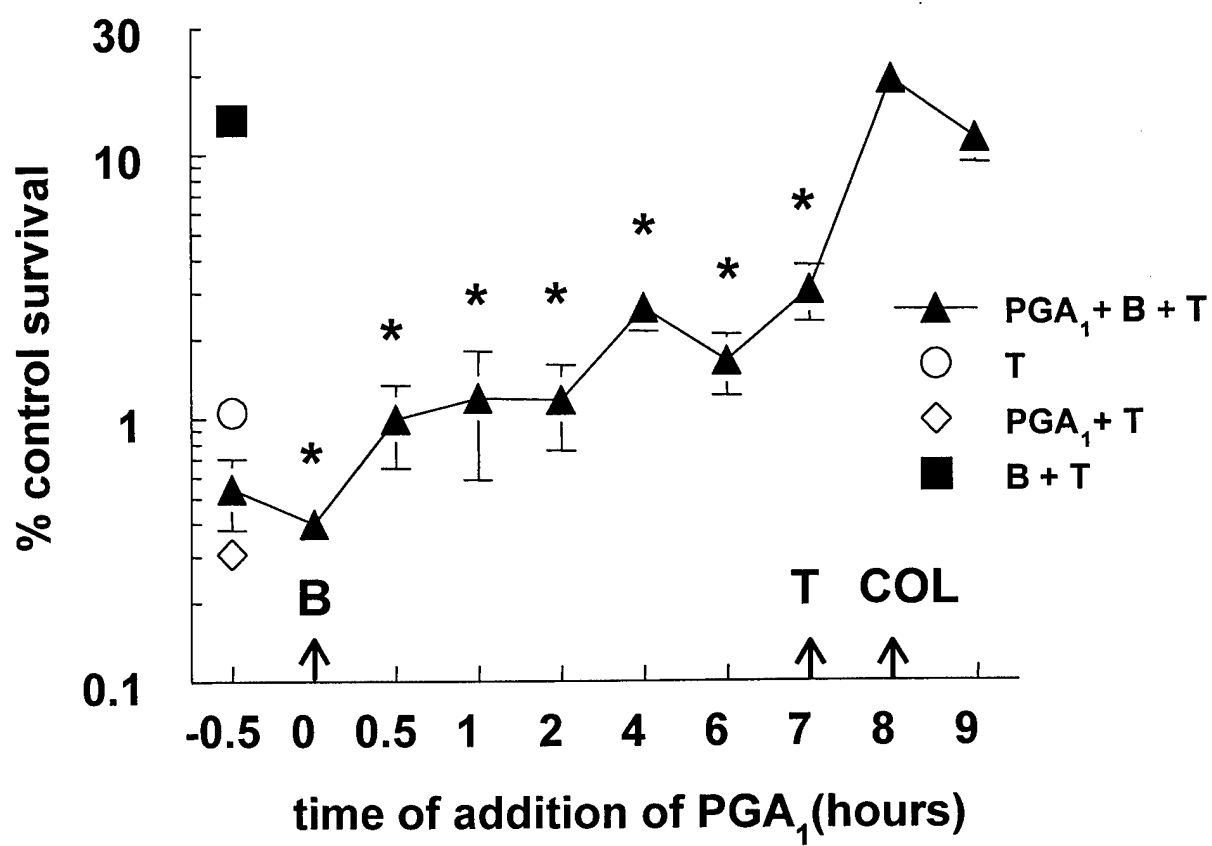 30
10
1
0.1
% control survival
* * * * * * *
B
T
COL
PGA₁ + B + T
T
PGA₁ + T
B + T
-0.5 0 0.5 1 2 4 6 7 8 9
time of addition of PGA₁(hours)